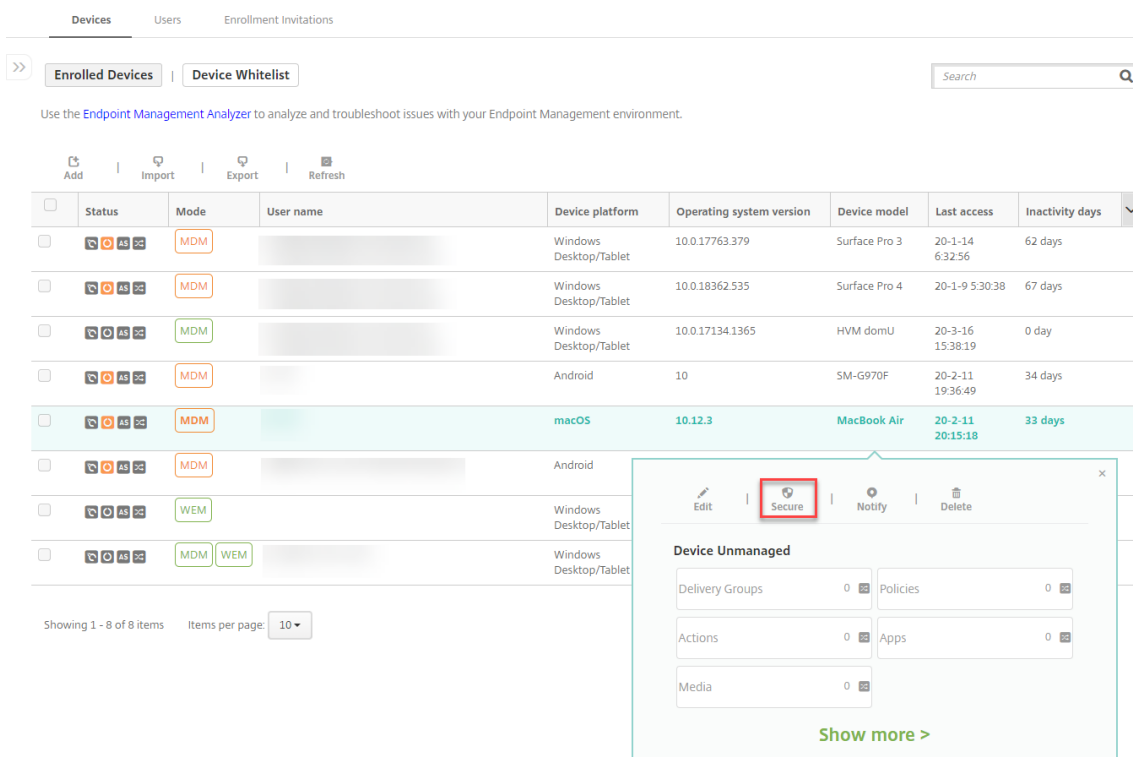 Devices Users Enrollment Invitations
Enrolled Devices | Device Whitelist Search
Use the Endpoint Management Analyzer to analyze and troubleshoot issues with your Endpoint Management environment.
Add | Import | Export | Refresh
Status Mode User name Device platform Operating system version Device model Last access Inactivity days
AS MDM Windows 10.0.17763.379 Surface Pro 3 20-1-14 62 days
Desktop/Tablet 6:32:56
AS MDM Windows 10.0.18362.535 Surface Pro 4 20-1-9 5:30:38 67 days
Desktop/Tablet
AS MDM Windows 10.0.17134.1365 HVM domU 20-3-16 0 day
Desktop/Tablet 15:38:19
AS MDM Android 10 SM-G970F 20-2-11 34 days
19:36:49
AS MDM macOS 10.12.3 MacBook Air 20-2-11 33 days
20:15:18
AS MDM Android
AS WEM Windows
Desktop/Tablet
AS MDM WEM Windows
Desktop/Tablet
Edit | Secure | Notify | Delete
Device Unmanaged
Delivery Groups 0 Policies 0
Actions 0 Apps 0
Media 0
Show more >
Showing 1 - 8 of 8 items Items per page: 10